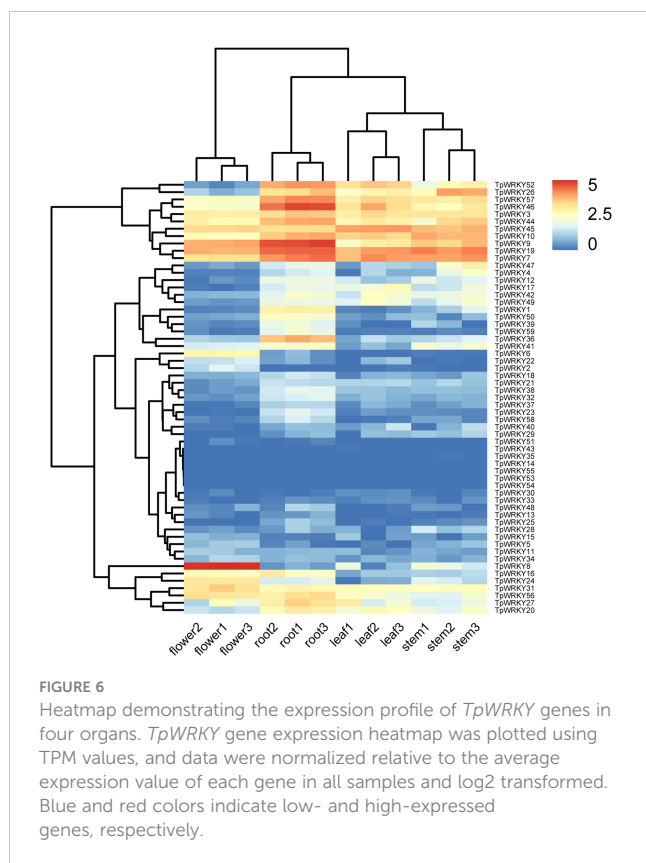 TpWRKY52
TpWRKY26
TpWRKY57
TpWRKY46
TpWRKY3
TpWRKY44
TpWRKY45
TpWRKY10
TpWRKY9
TpWRKY19
TpWRKY7
TpWRKY47
TpWRKY4
TpWRKY12
TpWRKY17
TpWRKY42
TpWRKY49
TpWRKY1
TpWRKY50
TpWRKY39
TpWRKY59
TpWRKY36
TpWRKY41
TpWRKY6
TpWRKY22
TpWRKY2
TpWRKY18
TpWRKY21
TpWRKY38
TpWRKY32
TpWRKY37
TpWRKY23
TpWRKY58
TpWRKY40
TpWRKY29
TpWRKY51
TpWRKY43
TpWRKY35
TpWRKY14
TpWRKY55
TpWRKY53
TpWRKY54
TpWRKY30
TpWRKY33
TpWRKY48
TpWRKY13
TpWRKY25
TpWRKY28
TpWRKY15
TpWRKY5
TpWRKY11
TpWRKY34
TpWRKY8
TpWRKY16
TpWRKY24
TpWRKY31
TpWRKY56
TpWRKY27
TpWRKY20
5
2.5
0
flower2
flower1
flower3
root2
root1
root3
leaf1
leaf2
leaf3
stem1
stem2
stem3
FIGURE 6
Heatmap demonstrating the expression profile of TpWRKY genes in
four organs. TpWRKY gene expression heatmap was plotted using
TPM values, and data were normalized relative to the average
expression value of each gene in all samples and log2 transformed.
Blue and red colors indicate low- and high-expressed
genes, respectively.